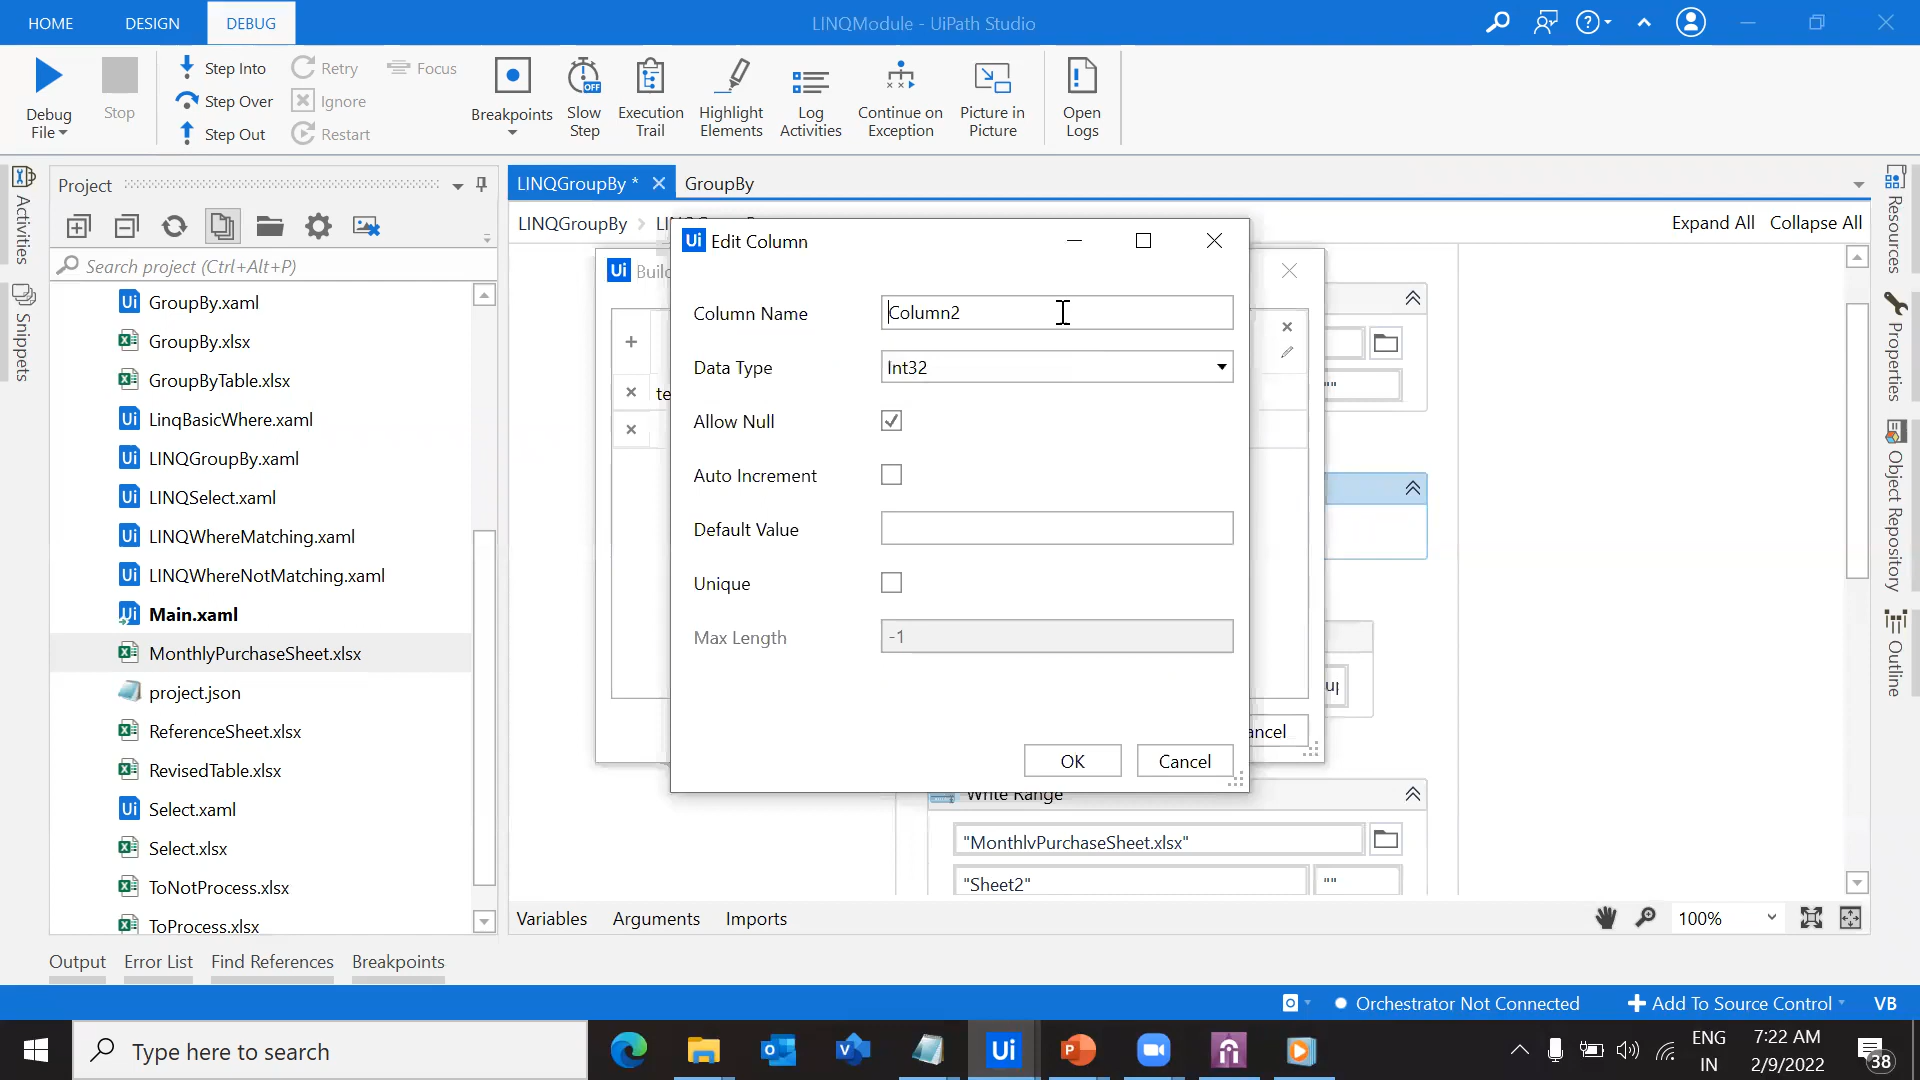 HOME
DESIGN
DEBUG
LINQModule - UiPath Studio
Debug
File
Stop
Step Into
Step Over
Step Out
Retry
Ignore
Restart
Focus
Breakpoints
Slow
Step
OFF
Execution
Trail
Highlight
Elements
Log
Activities
Continue on
Exception
Picture in
Picture
Open
Logs
Activities
Snippets
Project
Search project (Ctrl+Alt+P)
GroupBy.xaml
GroupBy.xlsx
GroupByTable.xlsx
LinqBasicWhere.xaml
LINQGroupBy.xaml
LINQSelect.xaml
LINQWhereMatching.xaml
LINQWhereNotMatching.xaml
Main.xaml
MonthlyPurchaseSheet.xlsx
project.json
ReferenceSheet.xlsx
RevisedTable.xlsx
Select.xaml
Select.xlsx
ToNotProcess.xlsx
ToProcess.xlsx
LINQGroupBy *
GroupBy
LINQGroupBy
Expand All
Collapse All
Ui Edit Column
Column Name
Column2
Data Type
Int32
Allow Null
Auto Increment
Default Value
Unique
Max Length
-1
OK
Cancel
""
Write Range
"MonthlyPurchaseSheet.xlsx"
"Sheet2"
""
Resources
Properties
Object Repository
Outline
Variables
Arguments
Imports
100%
Output
Error List
Find References
Breakpoints
Orchestrator Not Connected
Add To Source Control
VB
Type here to search
ENG
IN
7:22 AM
2/9/2022
38